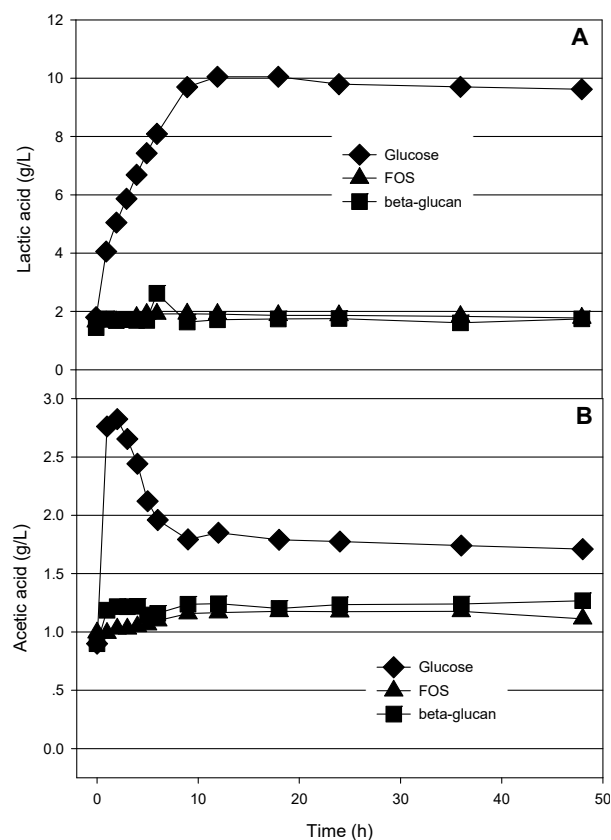 A
12
10
8
6
4
2
0
Lactic acid (g/L)
Glucose
FOS
beta-glucan
B
3.0
2.5
2.0
1.5
1.0
.5
0.0
Acetic acid (g/L)
Glucose
FOS
beta-glucan
0 10 20 30 40 50
Time (h)